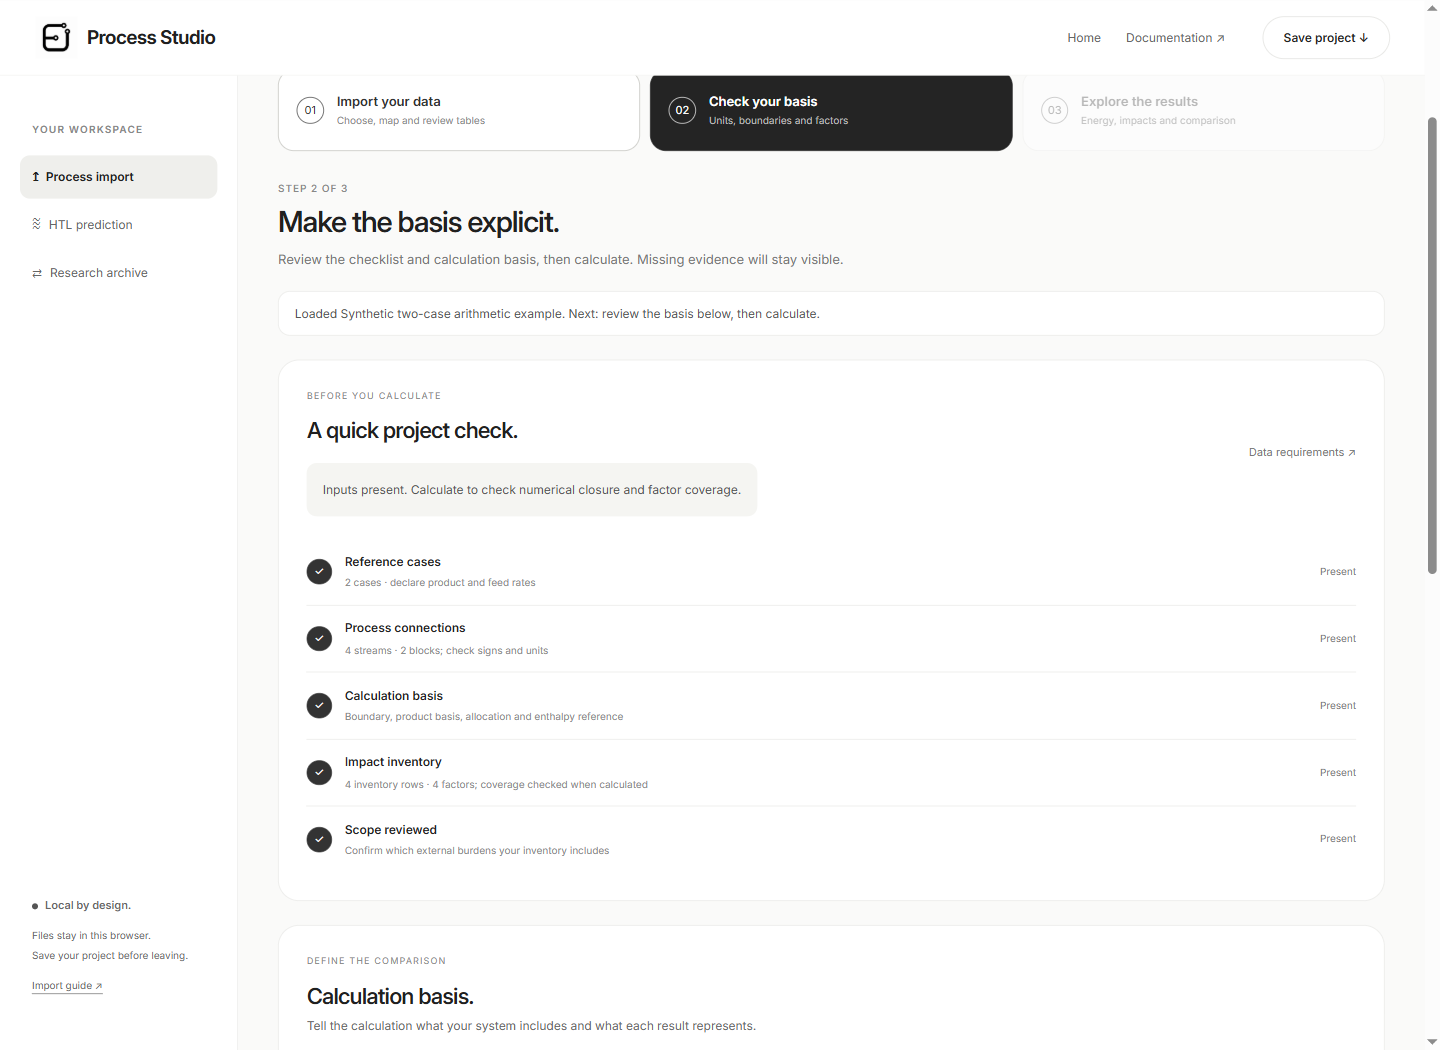 Process Studio
Home
Documentation ↗
Save project ↓
YOUR WORKSPACE
↥ Process import
HTL prediction
⇄ Research archive
Local by design.
Files stay in this browser.
Save your project before leaving.
Import guide ↗
01
Import your data
Choose, map and review tables
02
Check your basis
Units, boundaries and factors
03
Explore the results
Energy, impacts and comparison
STEP 2 OF 3
Make the basis explicit.
Review the checklist and calculation basis, then calculate. Missing evidence will stay visible.
Loaded Synthetic two-case arithmetic example. Next: review the basis below, then calculate.
BEFORE YOU CALCULATE
A quick project check.
Data requirements ↗
Inputs present. Calculate to check numerical closure and factor coverage.
✓ Reference cases
2 cases · declare product and feed rates
Present
✓ Process connections
4 streams · 2 blocks; check signs and units
Present
✓ Calculation basis
Boundary, product basis, allocation and enthalpy reference
Present
✓ Impact inventory
4 inventory rows · 4 factors; coverage checked when calculated
Present
✓ Scope reviewed
Confirm which external burdens your inventory includes
Present
DEFINE THE COMPARISON
Calculation basis.
Tell the calculation what your system includes and what each result represents.